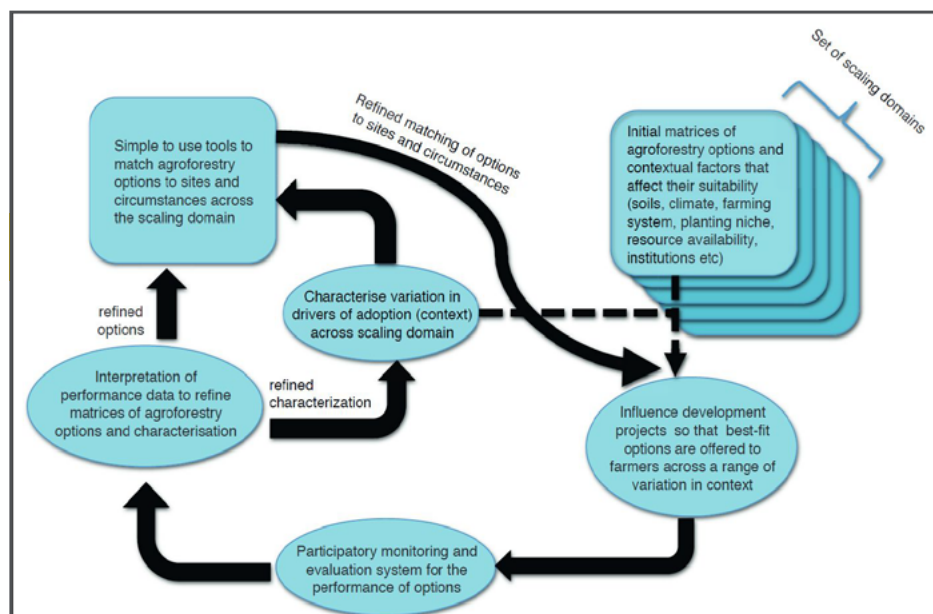 Set of scaling domains
Simple to use tools to
match agroforestry
options to sites and
circumstances across
the scaling domain
Refined matching of options
to sites and circumstances
Initial matrices of
agroforestry options and
contextual factors that
affect their suitability
(soils, climate, farming
system, planting niche,
resource availability,
institutions etc)
Characterise variation in
drivers of adoption (context)
across scaling domain
refined
options
Interpretation of
performance data to refine
matrices of agroforestry
options and characterisation
refined
characterization
Influence development
projects so that best-fit
options are offered to
farmers across a range of
variation in context
Participatory monitoring and
evaluation system for the
performance of options